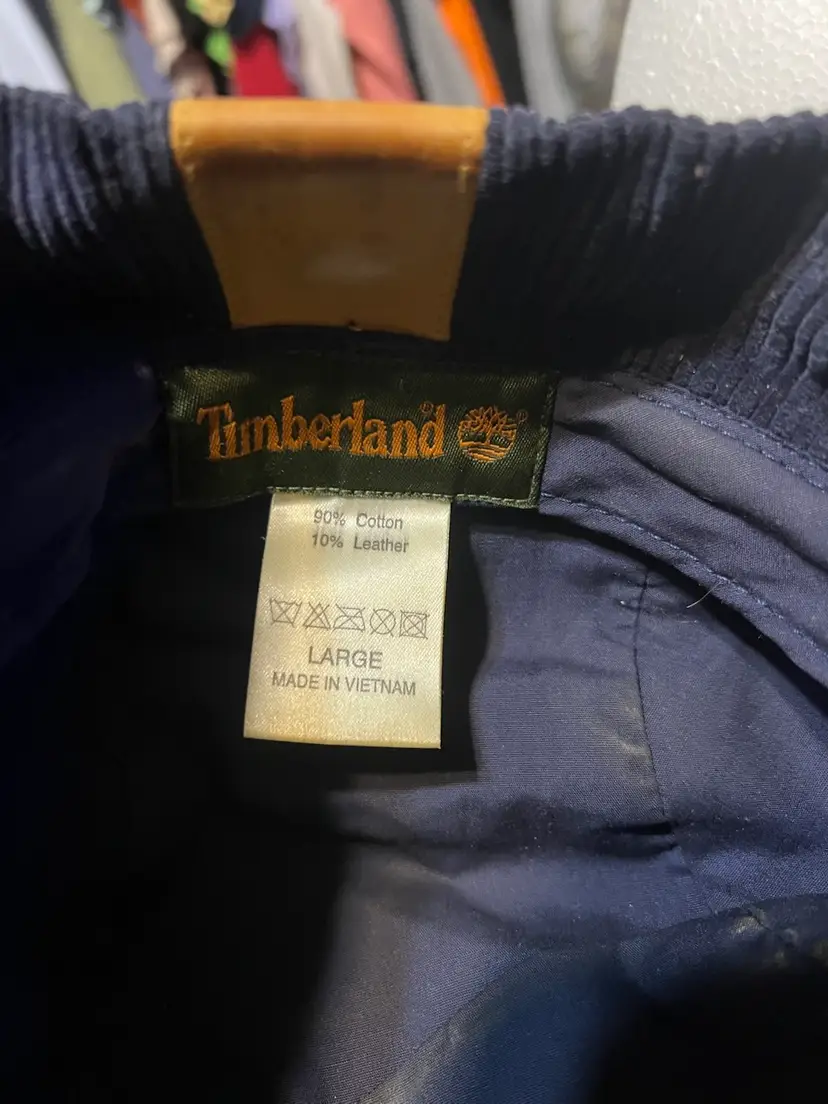 Timberland®
90% Cotton
10% Leather
LARGE
MADE IN VIETNAM